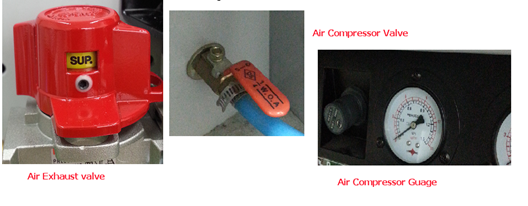 SUP.
W.O.A
Air Compressor Valve
Air Exhaust valve
Air Compressor Guage